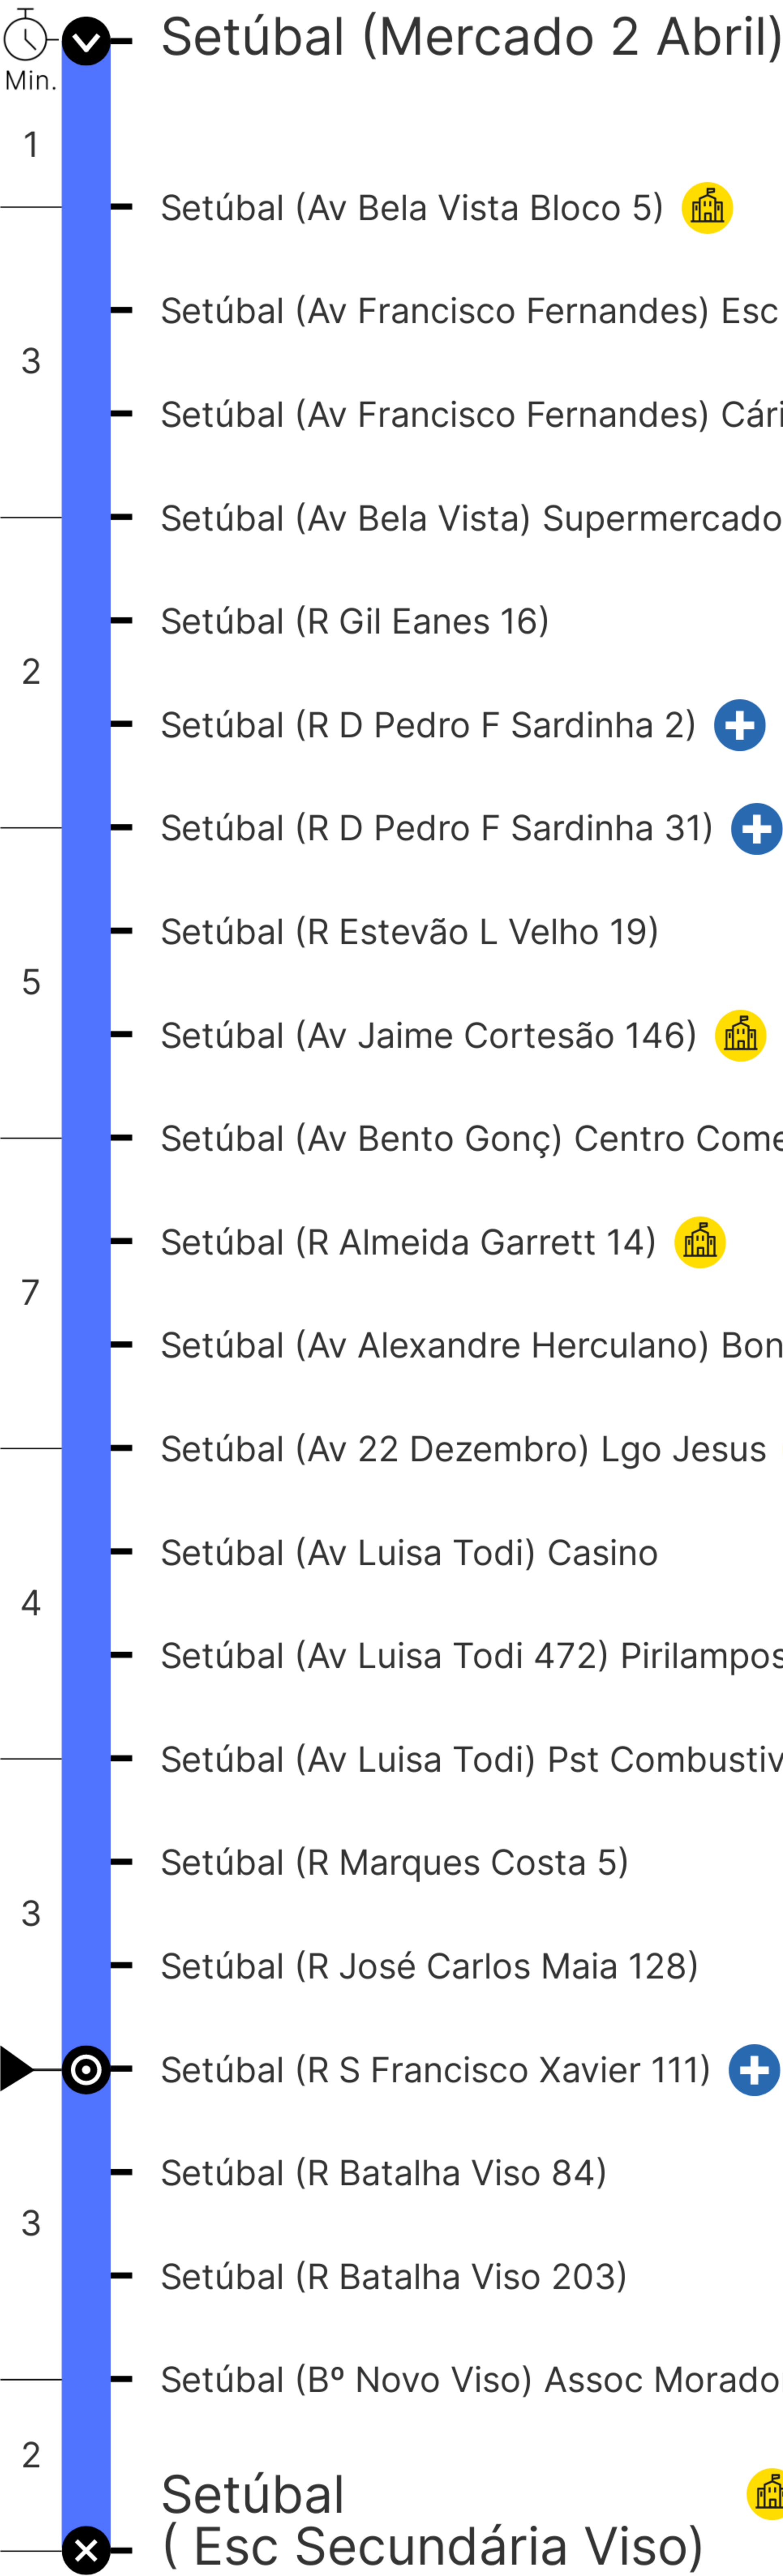 Setúbal (Mercado 2 Abril)
Min.
1
Setúbal (Av Bela Vista Bloco 5)
Setúbal (Av Francisco Fernandes) Esc
3
Setúbal (Av Francisco Fernandes) Cári
Setúbal (Av Bela Vista) Supermercado
Setúbal (R Gil Eanes 16)
2
Setúbal (R D Pedro F Sardinha 2)
Setúbal (R D Pedro F Sardinha 31)
Setúbal (R Estevão L Velho 19)
5
Setúbal (Av Jaime Cortesão 146)
Setúbal (Av Bento Gonç) Centro Come
Setúbal (R Almeida Garrett 14)
7
Setúbal (Av Alexandre Herculano) Bon
Setúbal (Av 22 Dezembro) Lgo Jesus
Setúbal (Av Luisa Todi) Casino
4
Setúbal (Av Luisa Todi 472) Pirilampos
Setúbal (Av Luisa Todi) Pst Combustiv
Setúbal (R Marques Costa 5)
3
Setúbal (R José Carlos Maia 128)
Setúbal (R S Francisco Xavier 111)
Setúbal (R Batalha Viso 84)
3
Setúbal (R Batalha Viso 203)
Setúbal (Bº Novo Viso) Assoc Morado
2
Setúbal
( Esc Secundária Viso)